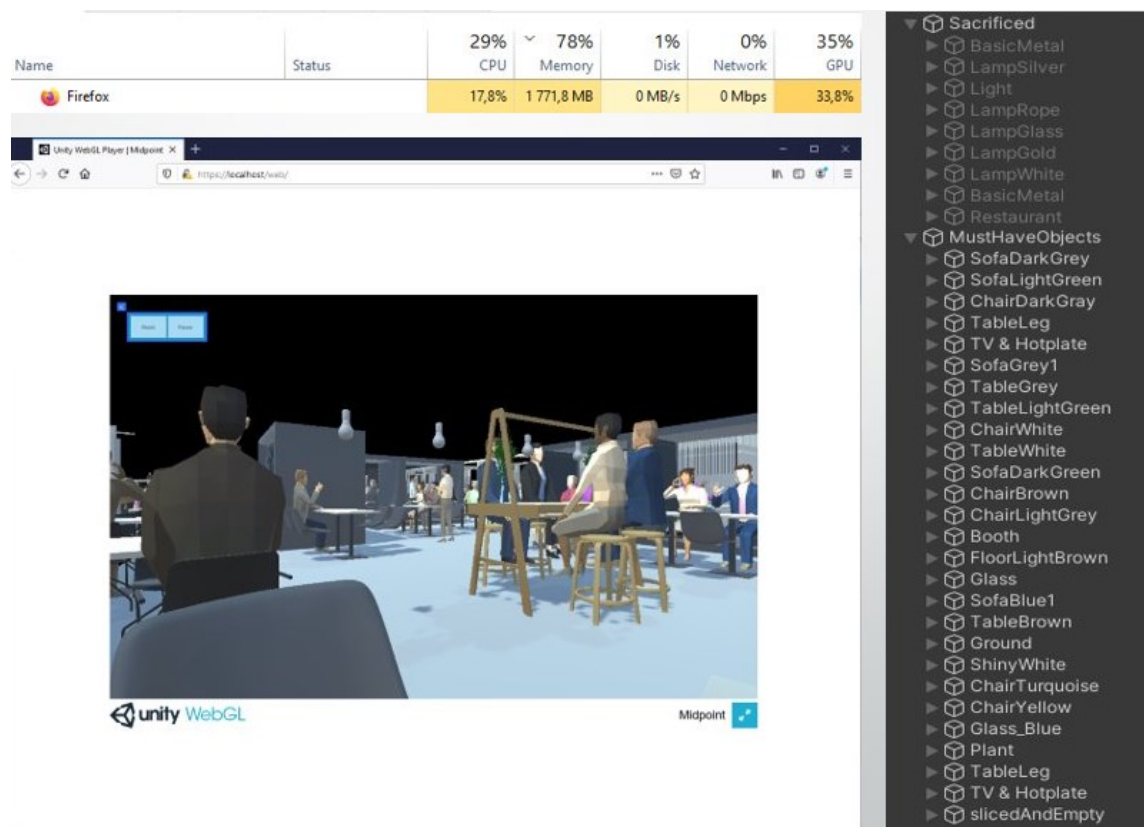 29% 78% 1% 0% 35%
Name Status CPU Memory Disk Network GPU
Firefox 17,8% 1 771,8 MB 0 MB/s 0 Mbps 33,8%
Unity WebGL Player | Midpoint
https://localhost/web/
unity WebGL
Midpoint
Sacrificed
BasicMetal
LampSilver
Light
LampRope
LampGlass
LampGold
LampWhite
BasicMetal
Restaurant
MustHaveObjects
SofaDarkGrey
SofaLightGreen
ChairDarkGray
TableLeg
TV & Hotplate
SofaGrey1
TableGrey
TableLightGreen
ChairWhite
TableWhite
SofaDarkGreen
ChairBrown
ChairLightGrey
Booth
FloorLightBrown
Glass
SofaBlue1
TableBrown
Ground
ShinyWhite
ChairTurquoise
ChairYellow
Glass_Blue
Plant
TableLeg
TV & Hotplate
slicedAndEmpty